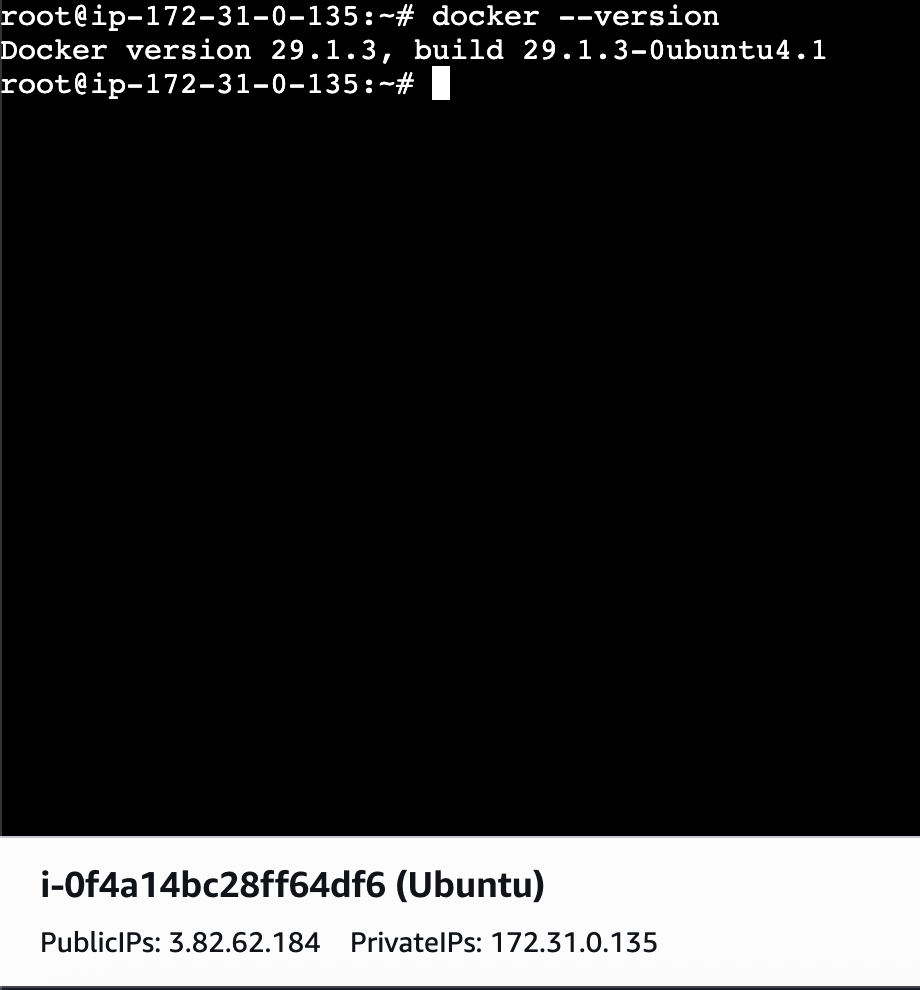 root@ip-172-31-0-135:~# docker --version
Docker version 29.1.3, build 29.1.3-0ubuntu4.1
root@ip-172-31-0-135:~#
i-0f4a14bc28ff64df6 (Ubuntu)
PublicIPs: 3.82.62.184 PrivateIPs: 172.31.0.135